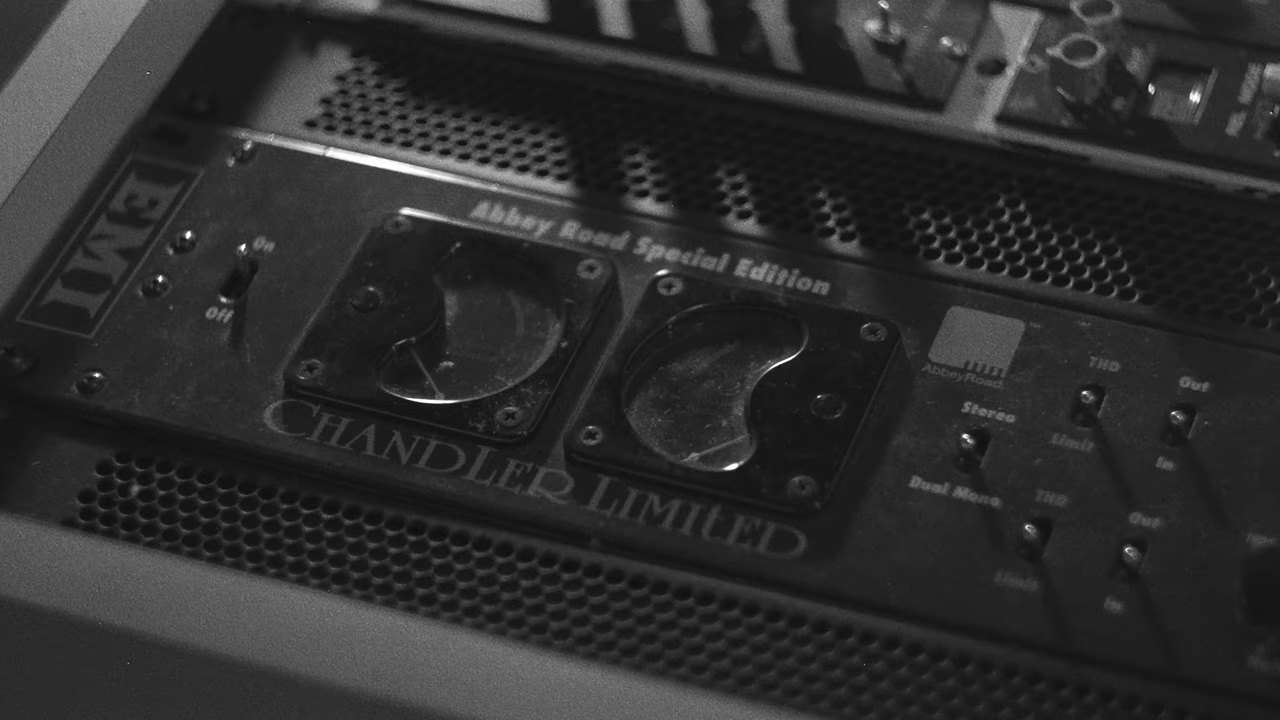 EMI
On
Off
Abbey Road Special Edition
CHANDLER LIMITED
AbbeyRoad
Stereo
Dual Mono
THD
Limit
Out
In
THD
Limit
Out
In